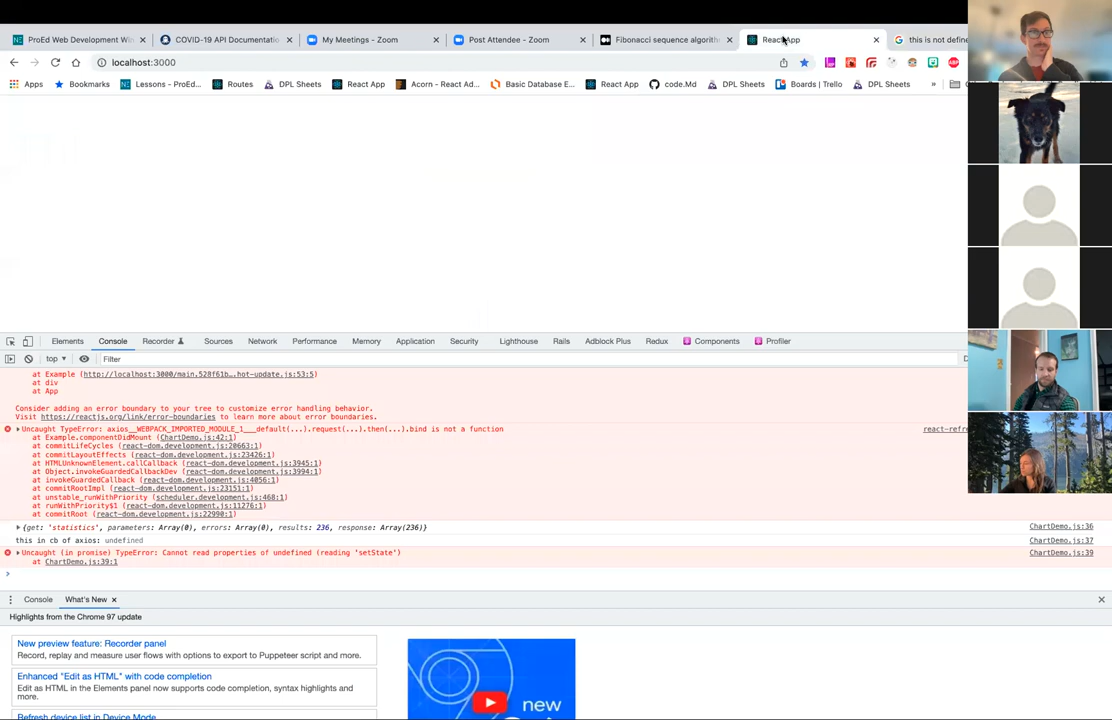 ProEd Web Development Win
COVID-19 API Documentatio
My Meetings - Zoom
Post Attendee - Zoom
Fibonacci sequence algorith
React App
this is not define
localhost:3000
Apps
Bookmarks
Lessons - ProEd...
Routes
DPL Sheets
React App
Acorn - React Ad...
Basic Database E...
React App
code.Md
DPL Sheets
Boards | Trello
DPL Sheets
»
Elements
Console
Recorder
Sources
Network
Performance
Memory
Application
Security
Lighthouse
Rails
Adblock Plus
Redux
Components
Profiler
top
Filter
at Example (http://localhost:3000/main.528f61b….hot-update.js:53:5)
at div
at App
Consider adding an error boundary to your tree to customize error handling behavior.
Visit https://reactjs.org/link/error-boundaries to learn more about error boundaries.
Uncaught TypeError: axios__WEBPACK_IMPORTED_MODULE_1___default(...).request(...).then(...).bind is not a function
react-refre
at Example.componentDidMount (ChartDemo.js:42:1)
at commitLifeCycles (react-dom.development.js:20663:1)
at commitLayoutEffects (react-dom.development.js:23426:1)
at HTMLUnknownElement.callCallback (react-dom.development.js:3945:1)
at Object.invokeGuardedCallbackDev (react-dom.development.js:3994:1)
at invokeGuardedCallback (react-dom.development.js:4056:1)
at commitRootImpl (react-dom.development.js:23151:1)
at unstable_runWithPriority (scheduler.development.js:468:1)
at runWithPriority$1 (react-dom.development.js:11276:1)
at commitRoot (react-dom.development.js:22990:1)
{get: 'statistics', parameters: Array(0), errors: Array(0), results: 236, response: Array(236)}
ChartDemo.js:36
this in cb of axios: undefined
ChartDemo.js:37
Uncaught (in promise) TypeError: Cannot read properties of undefined (reading 'setState')
ChartDemo.js:39
at ChartDemo.js:39:1
Console
What's New
Highlights from the Chrome 97 update
New preview feature: Recorder panel
Record, replay and measure user flows with options to export to Puppeteer script and more.
Enhanced "Edit as HTML" with code completion
Edit as HTML in the Elements panel now supports code completion, syntax highlights and
more.
Refresh device list in Device Mode
new